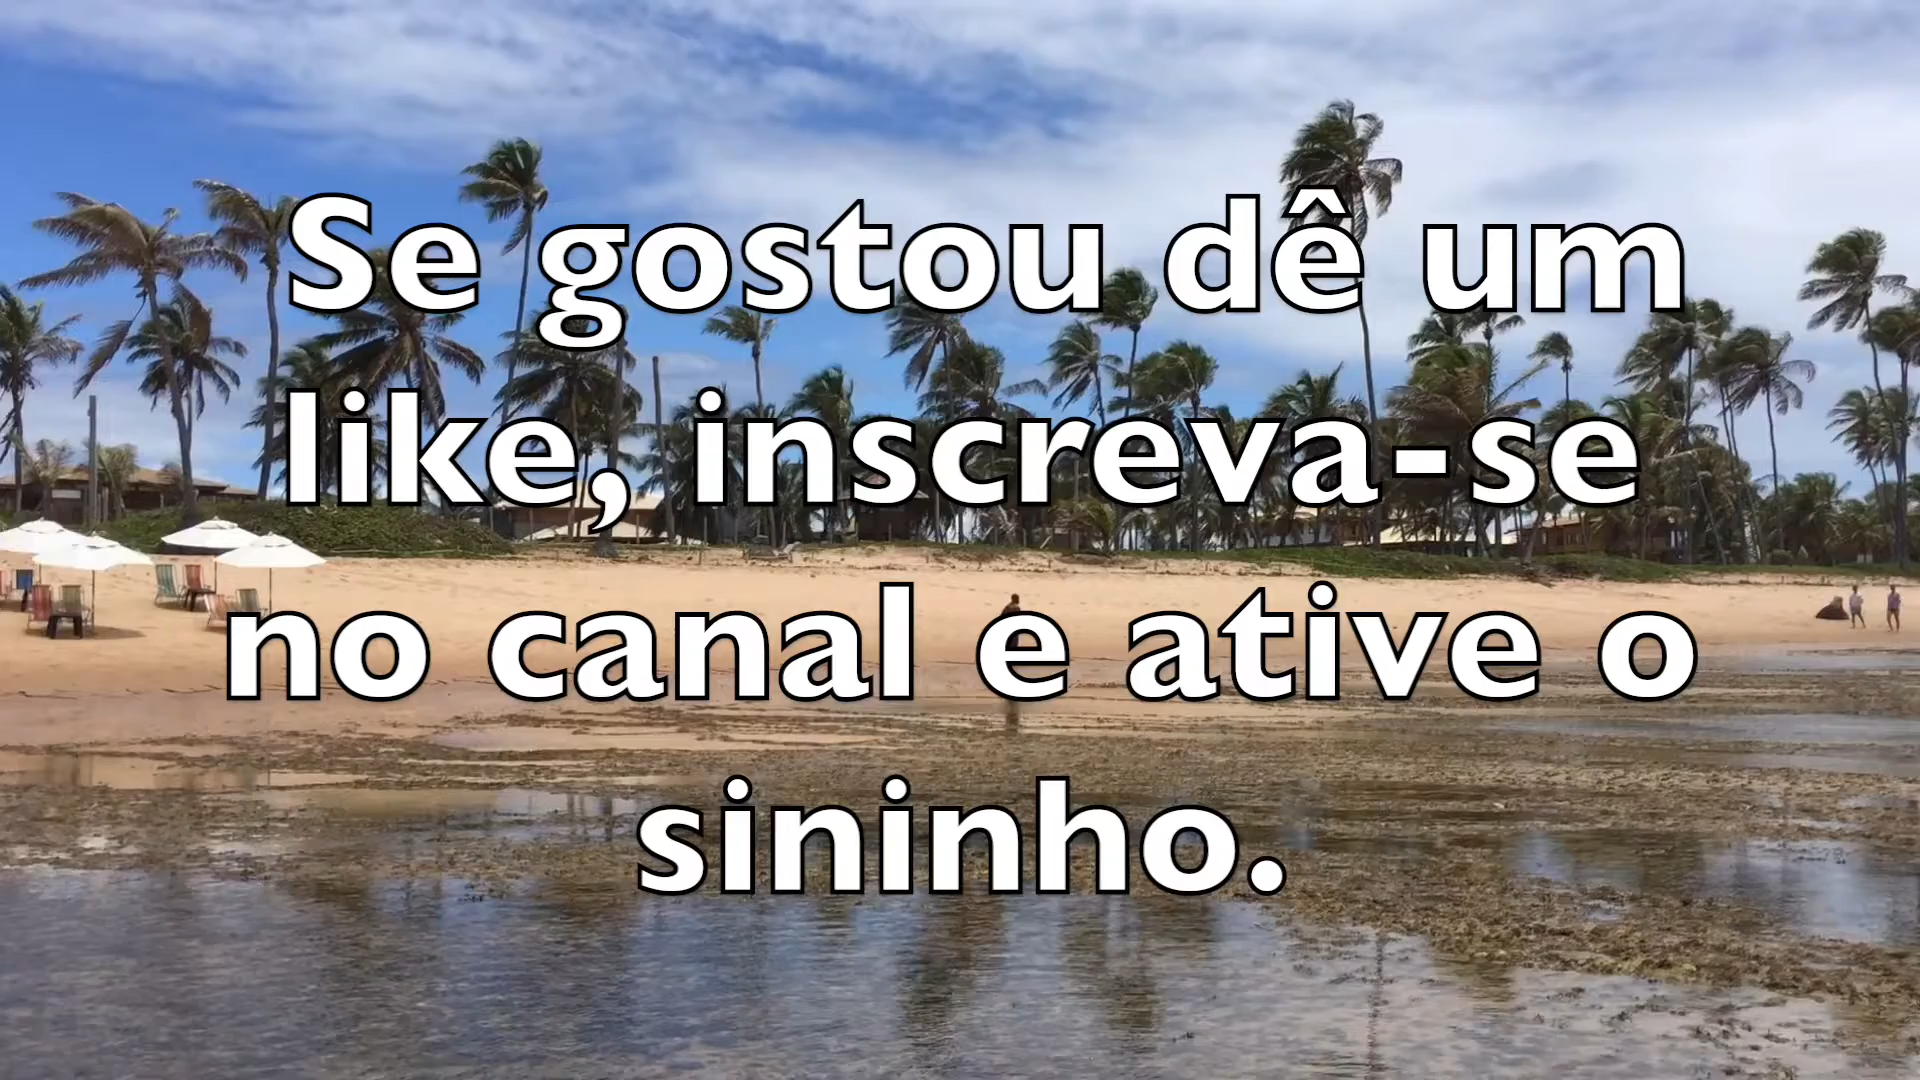 Se gostou dê um
like, inscreva-se
no canal e ative o
sininho.